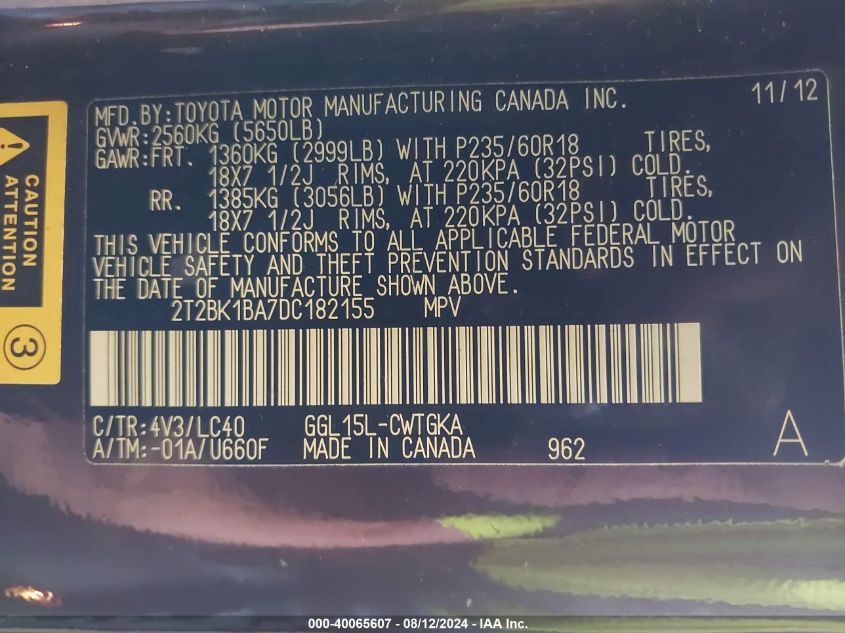 MFD. BY: TOYOTA MOTOR MANUFACTURING CANADA INC. 11/12
GVWR: 2560KG (5650LB)
GAWR: FRT. 1360KG (2999LB) WITH P235/60R18 TIRES,
18X7 1/2J RIMS, AT 220KPA (32PSI) COLD.
RR. 1385KG (3056LB) WITH P235/60R18 TIRES,
18X7 1/2J RIMS, AT 220KPA (32PSI) COLD.
THIS VEHICLE CONFORMS TO ALL APPLICABLE FEDERAL MOTOR
VEHICLE SAFETY AND THEFT PREVENTION STANDARDS IN EFFECT ON
THE DATE OF MANUFACTURE SHOWN ABOVE.
2T2BK1BA7DC182155 MPV
C/TR: 4V3/LC40 GGL15L-CWTGKA
A/TM: -01A/U660F MADE IN CANADA 962 A
CAUTION
ATTENTION
3
000-40065607 - 08/12/2024 - IAA Inc.